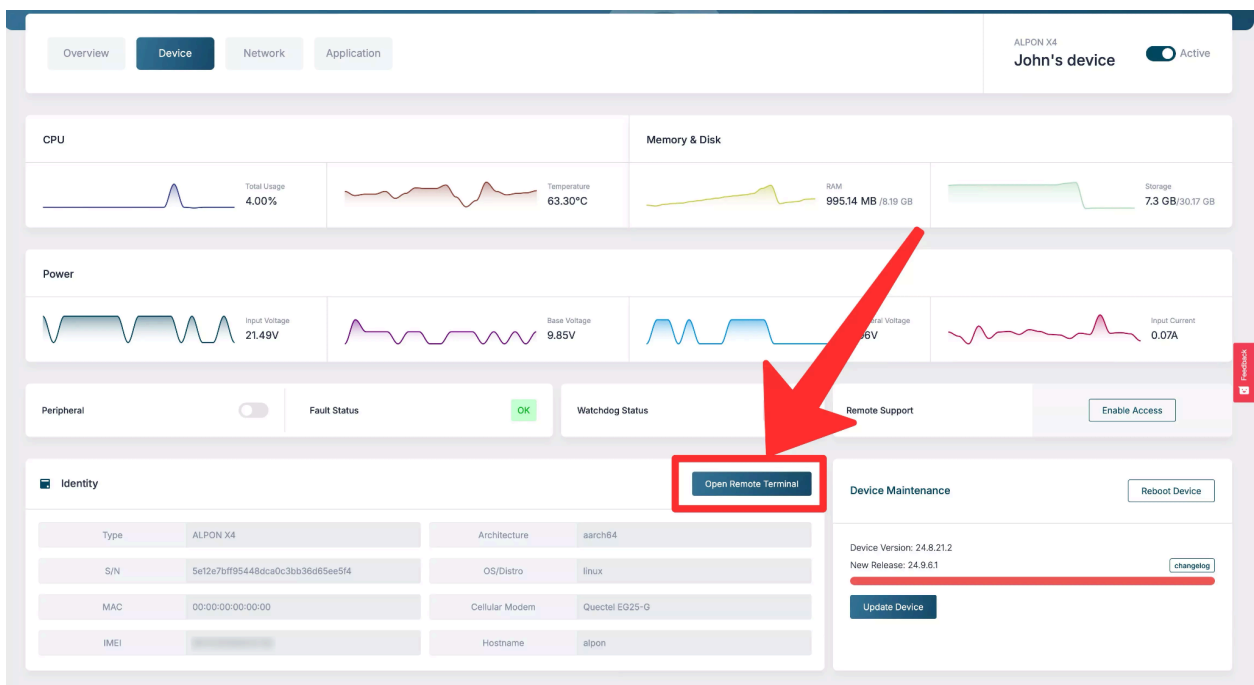 Overview Device Network Application
ALPON X4
John's device
Active
CPU
Total Usage
4.00%
Temperature
63.30°C
Memory & Disk
RAM
995.14 MB /8.19 GB
Storage
7.3 GB/30.17 GB
Power
Input Voltage
21.49V
Base Voltage
9.85V
Voltage
Input Current
0.07A
Feedback
Peripheral
Fault Status OK
Watchdog Status
Remote Support Enable Access
Identity
Open Remote Terminal
Type ALPON X4
Architecture aarch64
S/N 5e12e7bff95448dca0c3bb36d65ee5f4
OS/Distro linux
MAC 00:00:00:00:00:00
Cellular Modem Quectel EG25-G
IMEI
Hostname alpon
Device Maintenance
Reboot Device
Device Version: 24.8.21.2
New Release: 24.9.6.1
changelog
Update Device